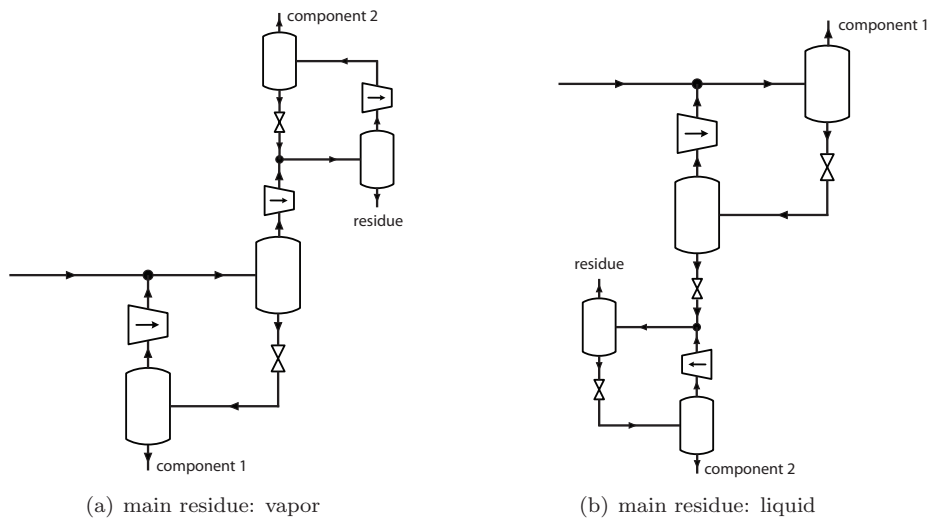 component 2
residue
component 1
(a) main residue: vapor
component 1
residue
component 2
(b) main residue: liquid